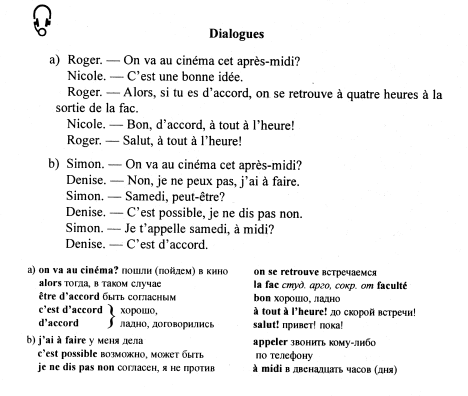 Dialogues
a) Roger. — On va au cinéma cet après-midi?
Nicole. — C'est une bonne idée.
Roger. — Alors, si tu es d'accord, on se retrouve à quatre heures à la
sortie de la fac.
Nicole. — Bon, d'accord, à tout à l'heure!
Roger. — Salut, à tout à l'heure!
b) Simon. — On va au cinéma cet après-midi?
Denise. — Non, je ne peux pas, j'ai à faire.
Simon. — Samedi, peut-être?
Denise. — C'est possible, je ne dis pas non.
Simon. — Je t'appelle samedi, à midi?
Denise. — C'est d'accord.
a) on va au cinéma? пошли (пойдем) в кино
alors тогда, в таком случае
être d'accord быть согласным
c'est d'accord } хорошо,
d'accord } ладно, договорились
b) j'ai à faire у меня дела
c'est possible возможно, может быть
je ne dis pas non согласен, я не против
on se retrouve встречаемся
la fac студ. арго, сокр. от faculté
bon хорошо, ладно
à tout à l'heure! до скорой встречи!
salut! привет! пока!
appeler звонить кому-либо
по телефону
à midi в двенадцать часов (дня)